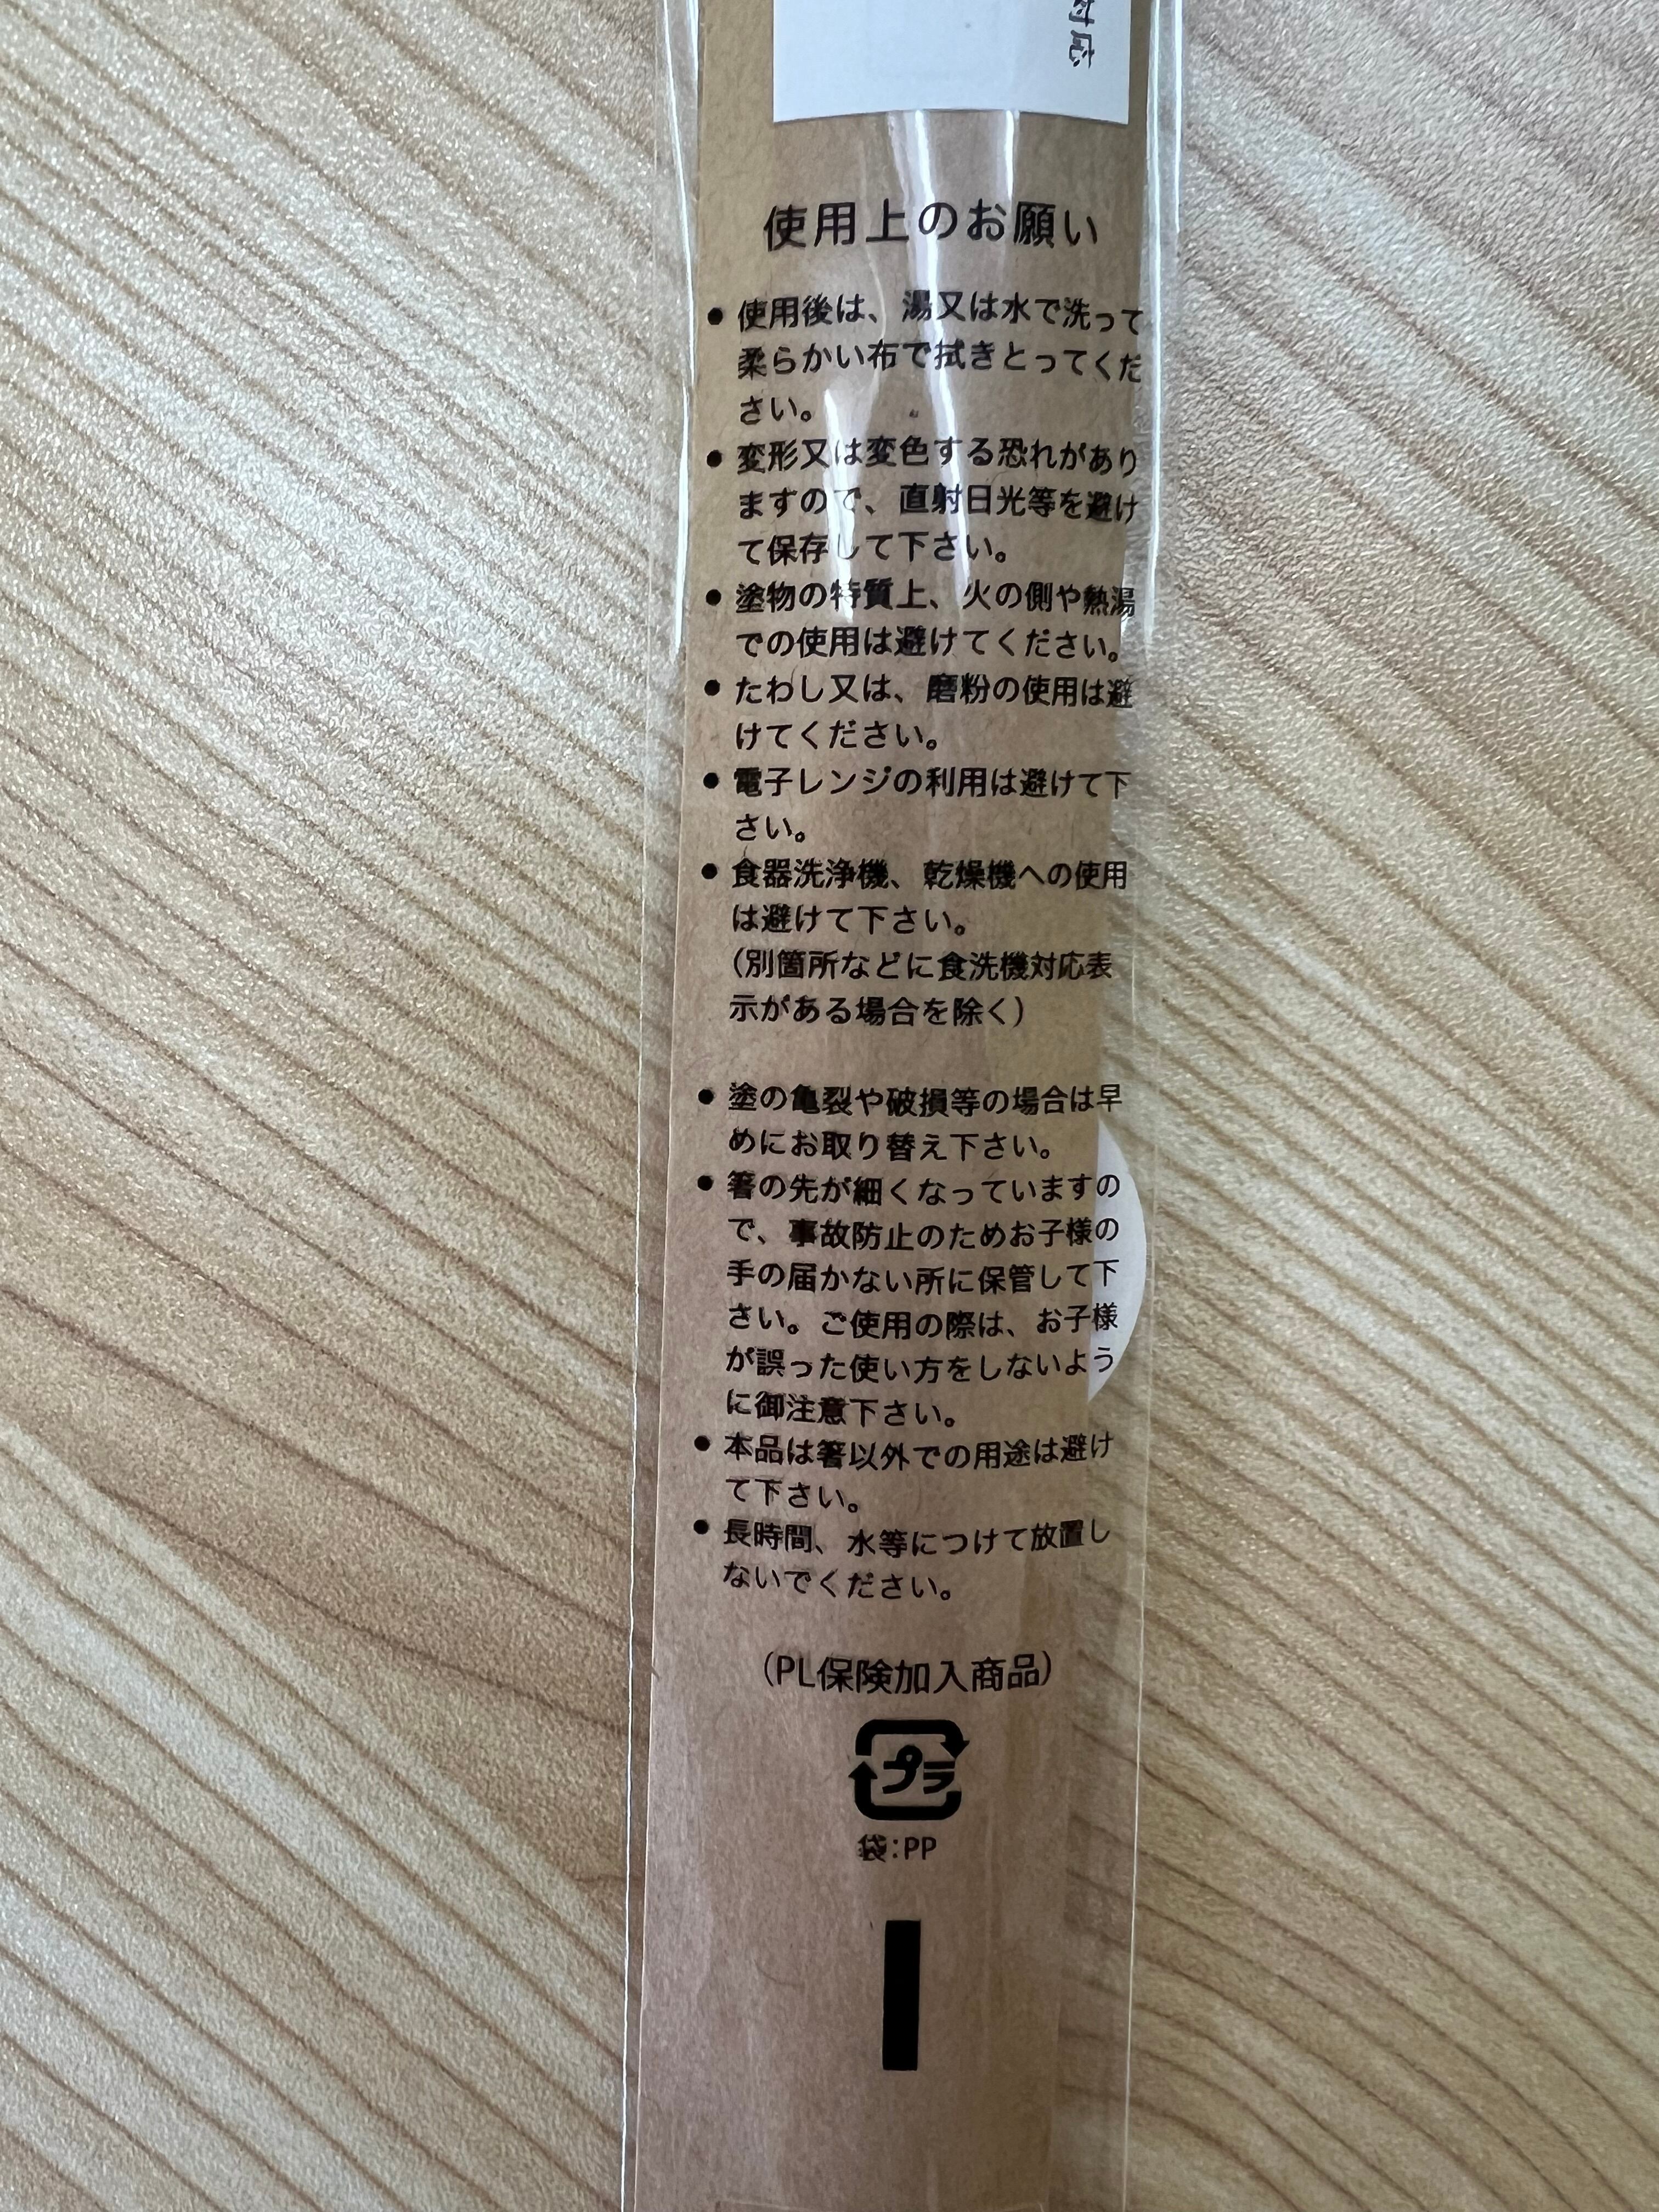 対応
使用上のお願い
● 使用後は、湯又は水で洗って
柔らかい布で拭きとってくだ
さい。
● 変形又は変色する恐れがあり
ますので、直射日光等を避け
て保存して下さい。
● 塗物の特質上、火の側や熱湯
での使用は避けてください。
● たわし又は、磨粉の使用は避
けてください。
● 電子レンジの利用は避けて下
さい。
● 食器洗浄機、乾燥機への使用
は避けて下さい。
(別箇所などに食洗機対応表
示がある場合を除く)
● 塗の亀裂や破損等の場合は早
めにお取り替え下さい。
● 箸の先が細くなっていますの
で、事故防止のためお子様の
手の届かない所に保管して下
さい。ご使用の際は、お子様
が誤った使い方をしないよう
に御注意下さい。
● 本品は箸以外での用途は避け
て下さい。
● 長時間、水等につけて放置し
ないでください。
(PL保険加入商品)
プラ
袋:PP